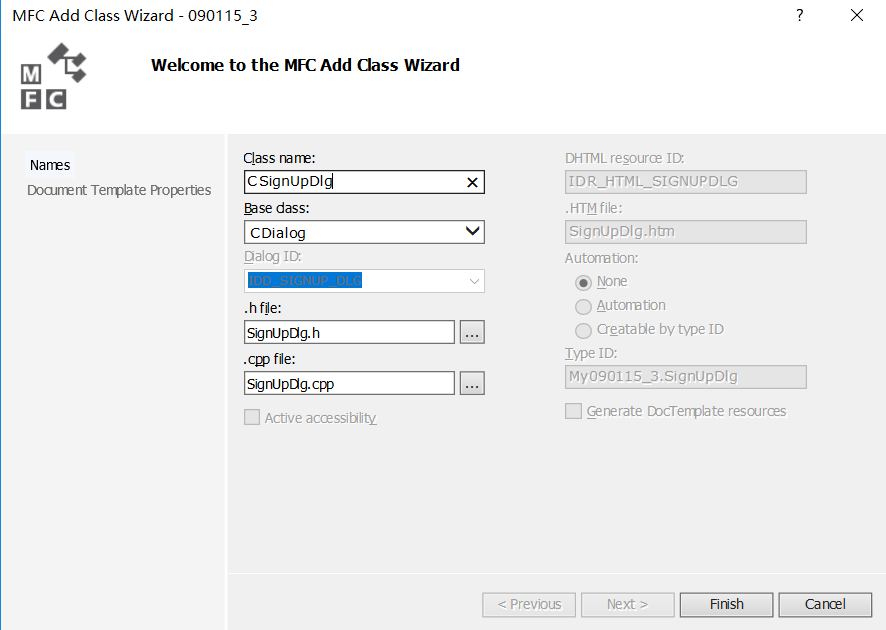 MFC Add Class Wizard - 090115_3
?
M
F C
Welcome to the MFC Add Class Wizard
Names
Document Template Properties
Class name:
CSignUpDlg
Base class:
CDialog
Dialog ID:
IDD_SIGNUP_DLG
.h file:
SignUpDlg.h
...
.cpp file:
SignUpDlg.cpp
...
Active accessibility
DHTML resource ID:
IDR_HTML_SIGNUPDLG
.HTM file:
SignUpDlg.htm
Automation:
None
Automation
Creatable by type ID
Type ID:
My090115_3.SignUpDlg
Generate DocTemplate resources
< Previous
Next >
Finish
Cancel